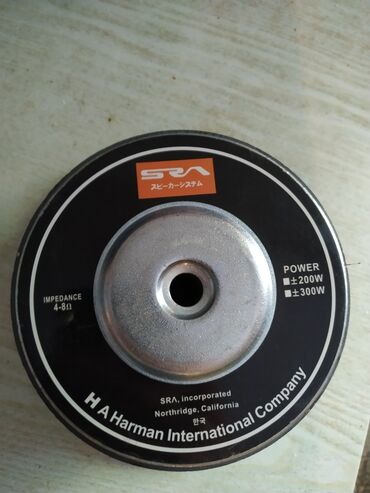 SRΛ
スピーカーシステム
IMPEDANCE
4-8Ω
POWER
■±200W
■±300W
SRΛ, incorporated
Northridge, California
한국
H A Harman International Company